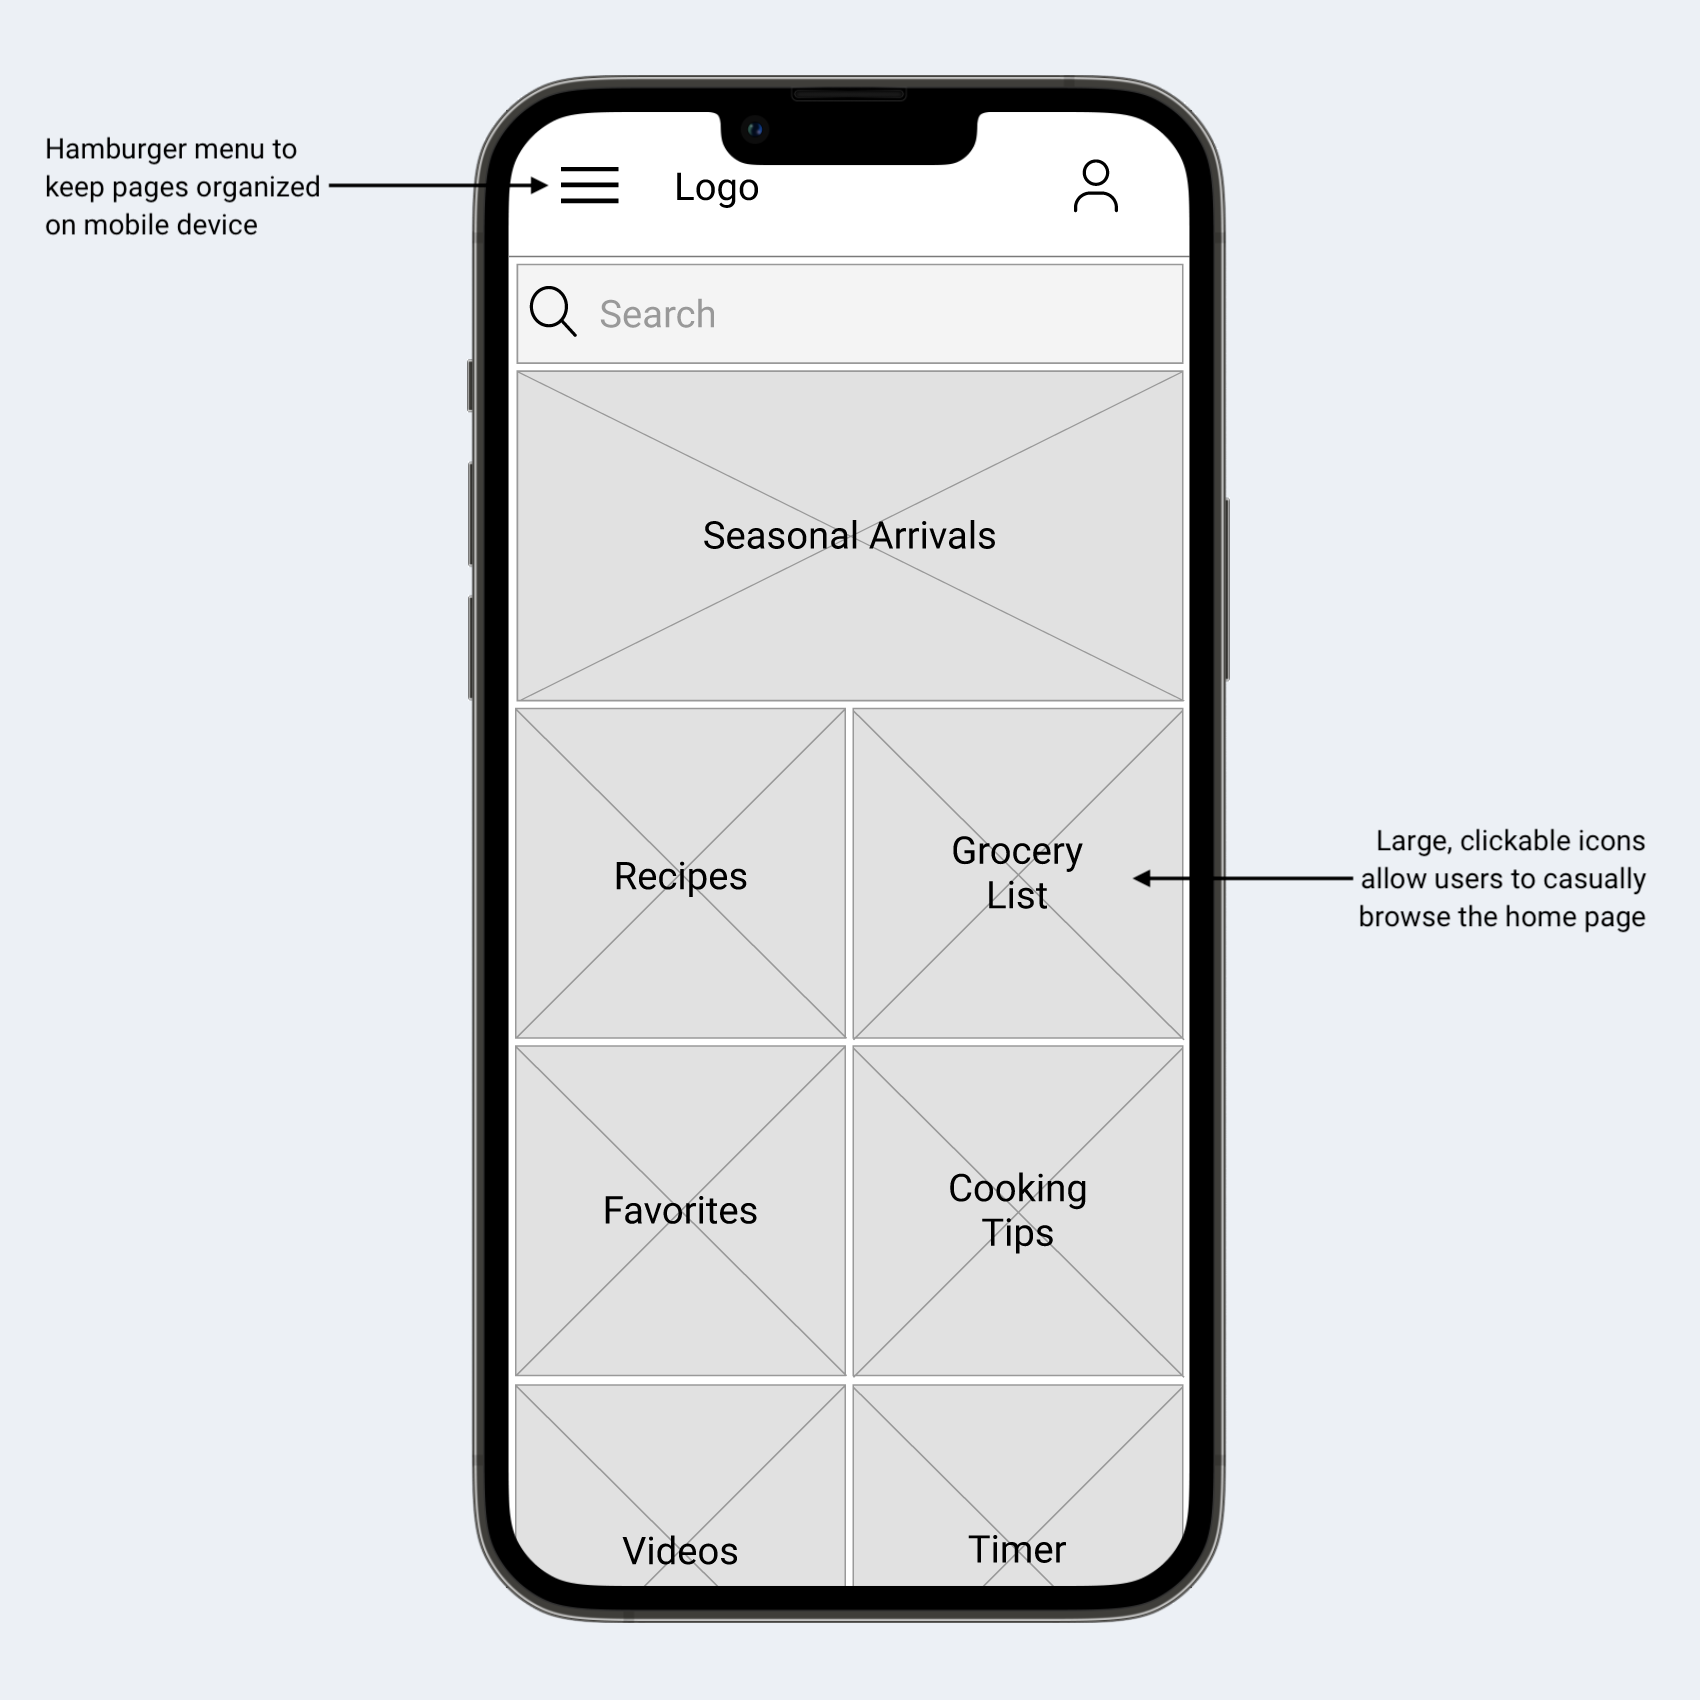 Hamburger menu to
keep pages organized
on mobile device
Logo
Search
Seasonal Arrivals
Recipes
Grocery
List
Large, clickable icons
allow users to casually
browse the home page
Favorites
Cooking
Tips
Videos
Timer